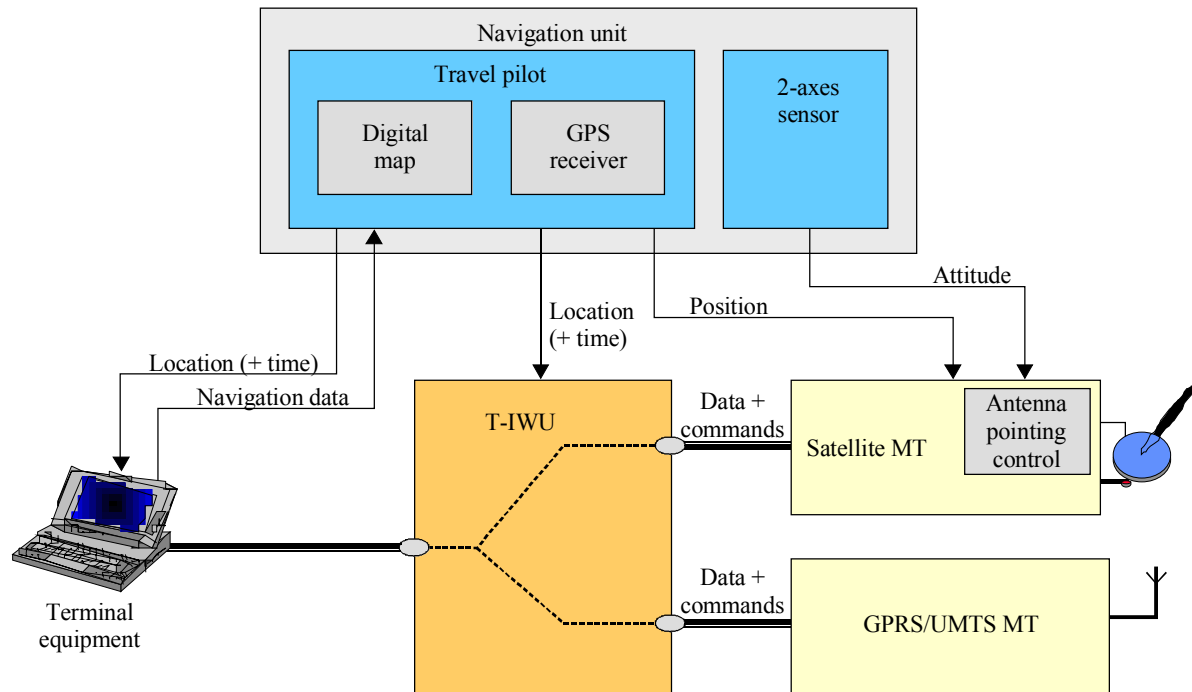 Navigation unit
Travel pilot
Digital
map
GPS
receiver
2-axes
sensor
Location (+ time)
Navigation data
Location
(+ time)
Position
Attitude
T-IWU
Data +
commands
Satellite MT
Antenna
pointing
control
Terminal
equipment
Data +
commands
GPRS/UMTS MT